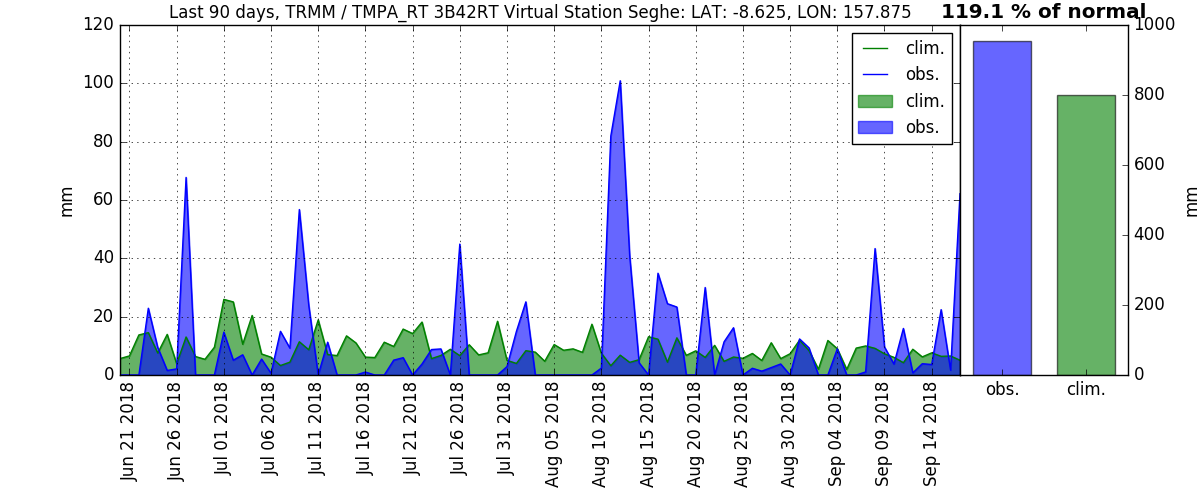 Last 90 days, TRMM / TMPA_RT 3B42RT Virtual Station Seghe: LAT: -8.625, LON: 157.875
119.1 % of normal
120
100
80
60
40
20
0
mm
clim.
obs.
clim.
obs.
1000
800
600
400
200
0
mm
obs.
clim.
Jun 21 2018
Jun 26 2018
Jul 01 2018
Jul 06 2018
Jul 11 2018
Jul 16 2018
Jul 21 2018
Jul 26 2018
Jul 31 2018
Aug 05 2018
Aug 10 2018
Aug 15 2018
Aug 20 2018
Aug 25 2018
Aug 30 2018
Sep 04 2018
Sep 09 2018
Sep 14 2018